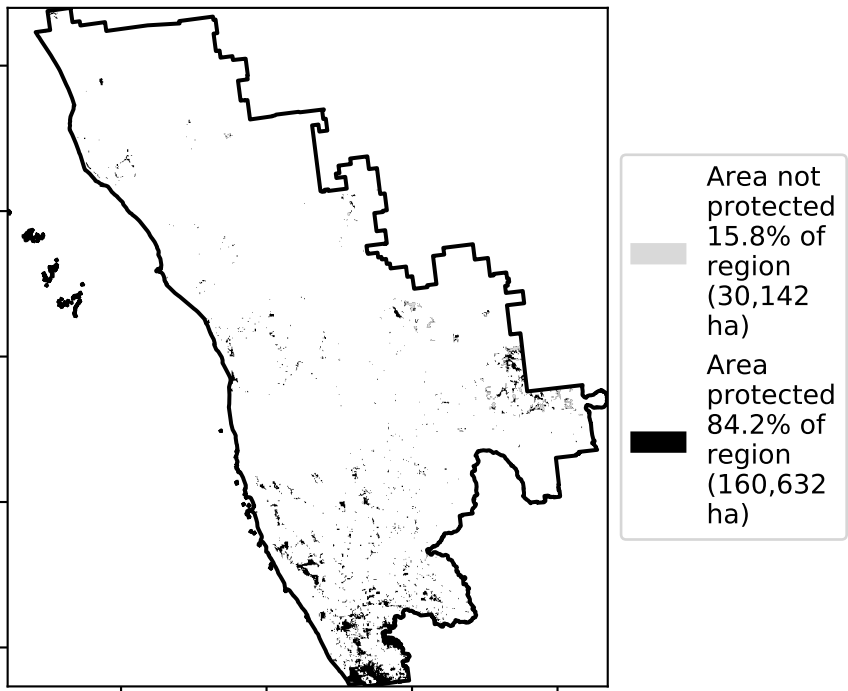 Area not
protected
15.8% of
region
(30,142
ha)
Area
protected
84.2% of
region
(160,632
ha)